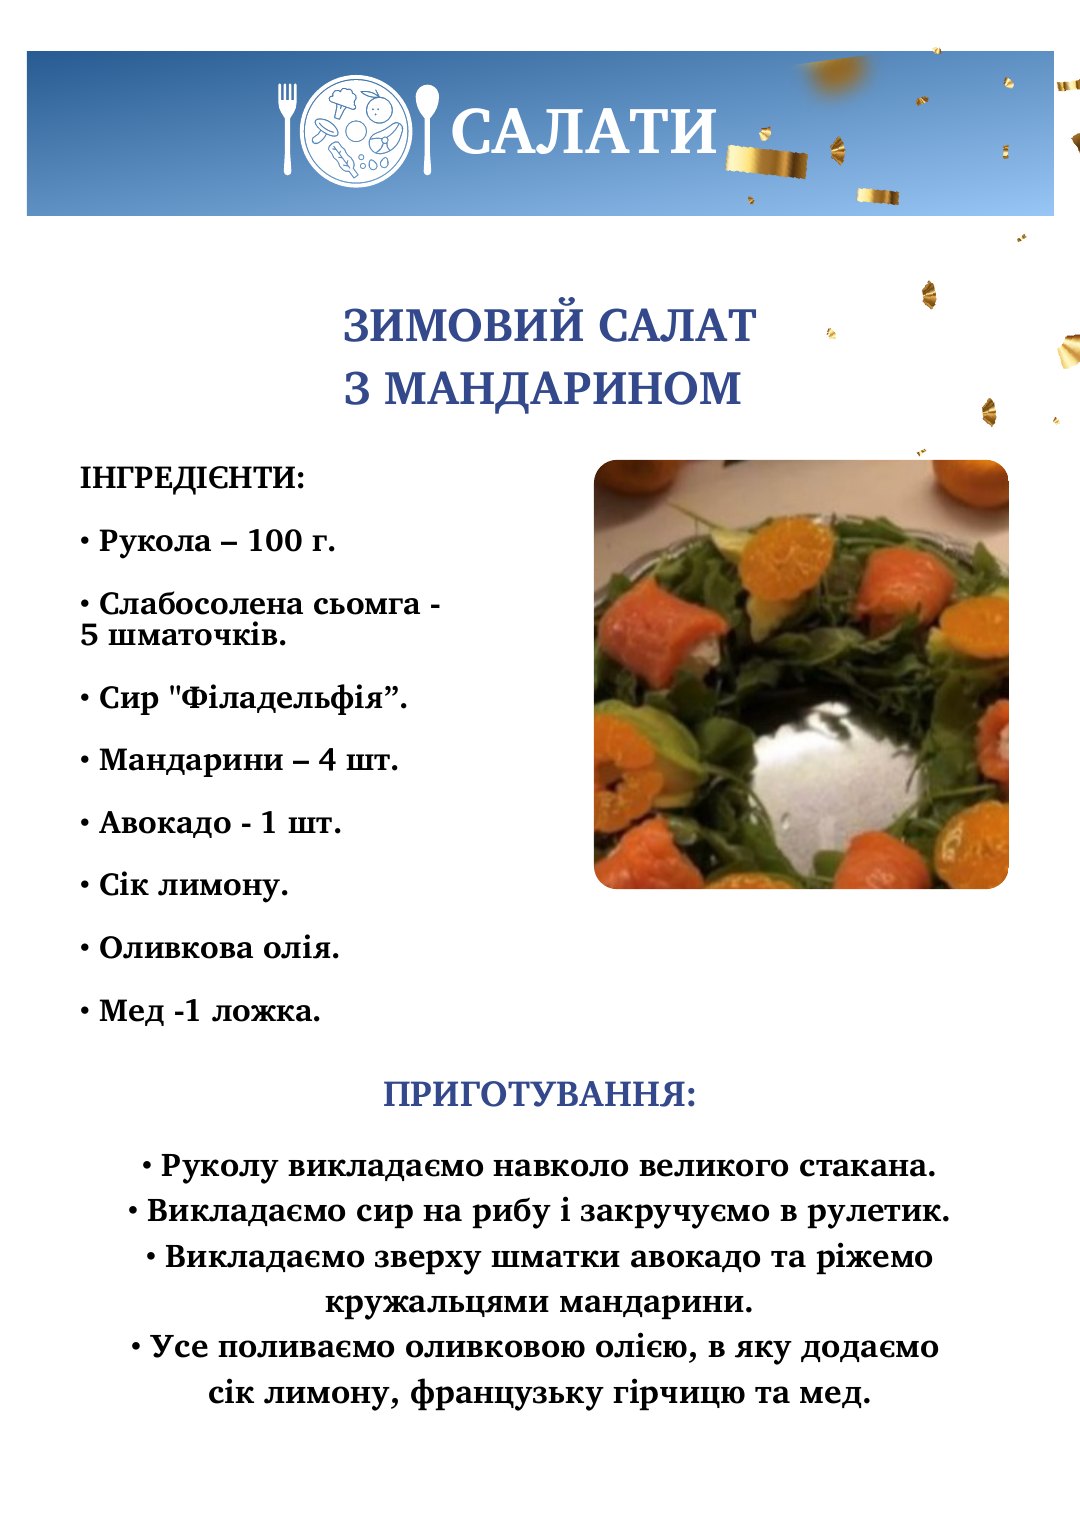 САЛАТИ
ЗИМОВИЙ САЛАТ
З МАНДАРИНОМ
ІНГРЕДІЄНТИ:
• Рукола – 100 г.
• Слабосолена сьомга -
5 шматочків.
• Сир "Філадельфія”.
• Мандарини – 4 шт.
• Авокадо - 1 шт.
• Сік лимону.
• Оливкова олія.
• Мед -1 ложка.
ПРИГОТУВАННЯ:
• Руколу викладаємо навколо великого стакана.
• Викладаємо сир на рибу і закручуємо в рулетик.
• Викладаємо зверху шматки авокадо та ріжемо
кружальцями мандарини.
• Усе поливаємо оливковою олією, в яку додаємо
сік лимону, французьку гірчицю та мед.